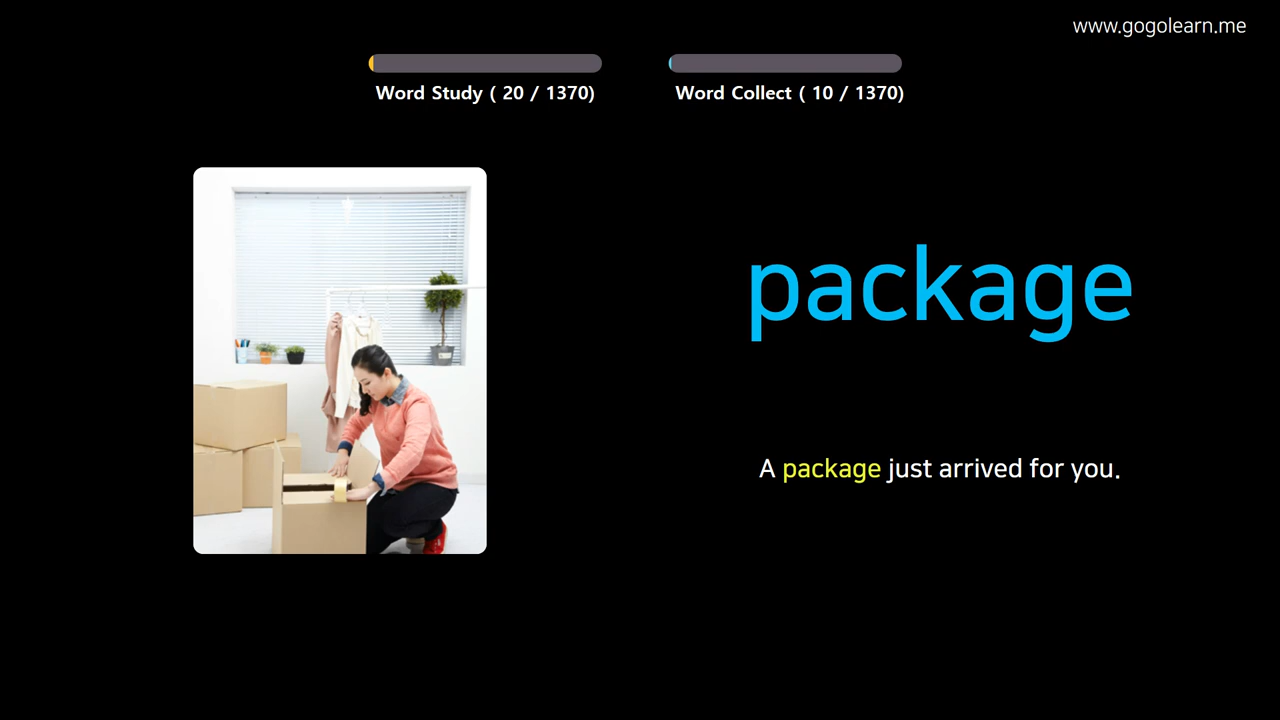 www.gogolearn.me
Word Study ( 20 / 1370)
Word Collect ( 10 / 1370)
package
A package just arrived for you.